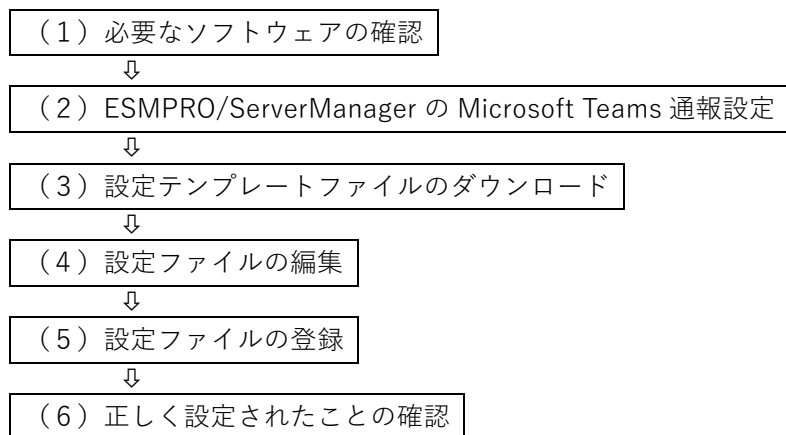 （１）必要なソフトウェアの確認
⇩
（２）ESMPRO/ServerManager の Microsoft Teams 通報設定
⇩
（３）設定テンプレートファイルのダウンロード
⇩
（４）設定ファイルの編集
⇩
（５）設定ファイルの登録
⇩
（６）正しく設定されたことの確認